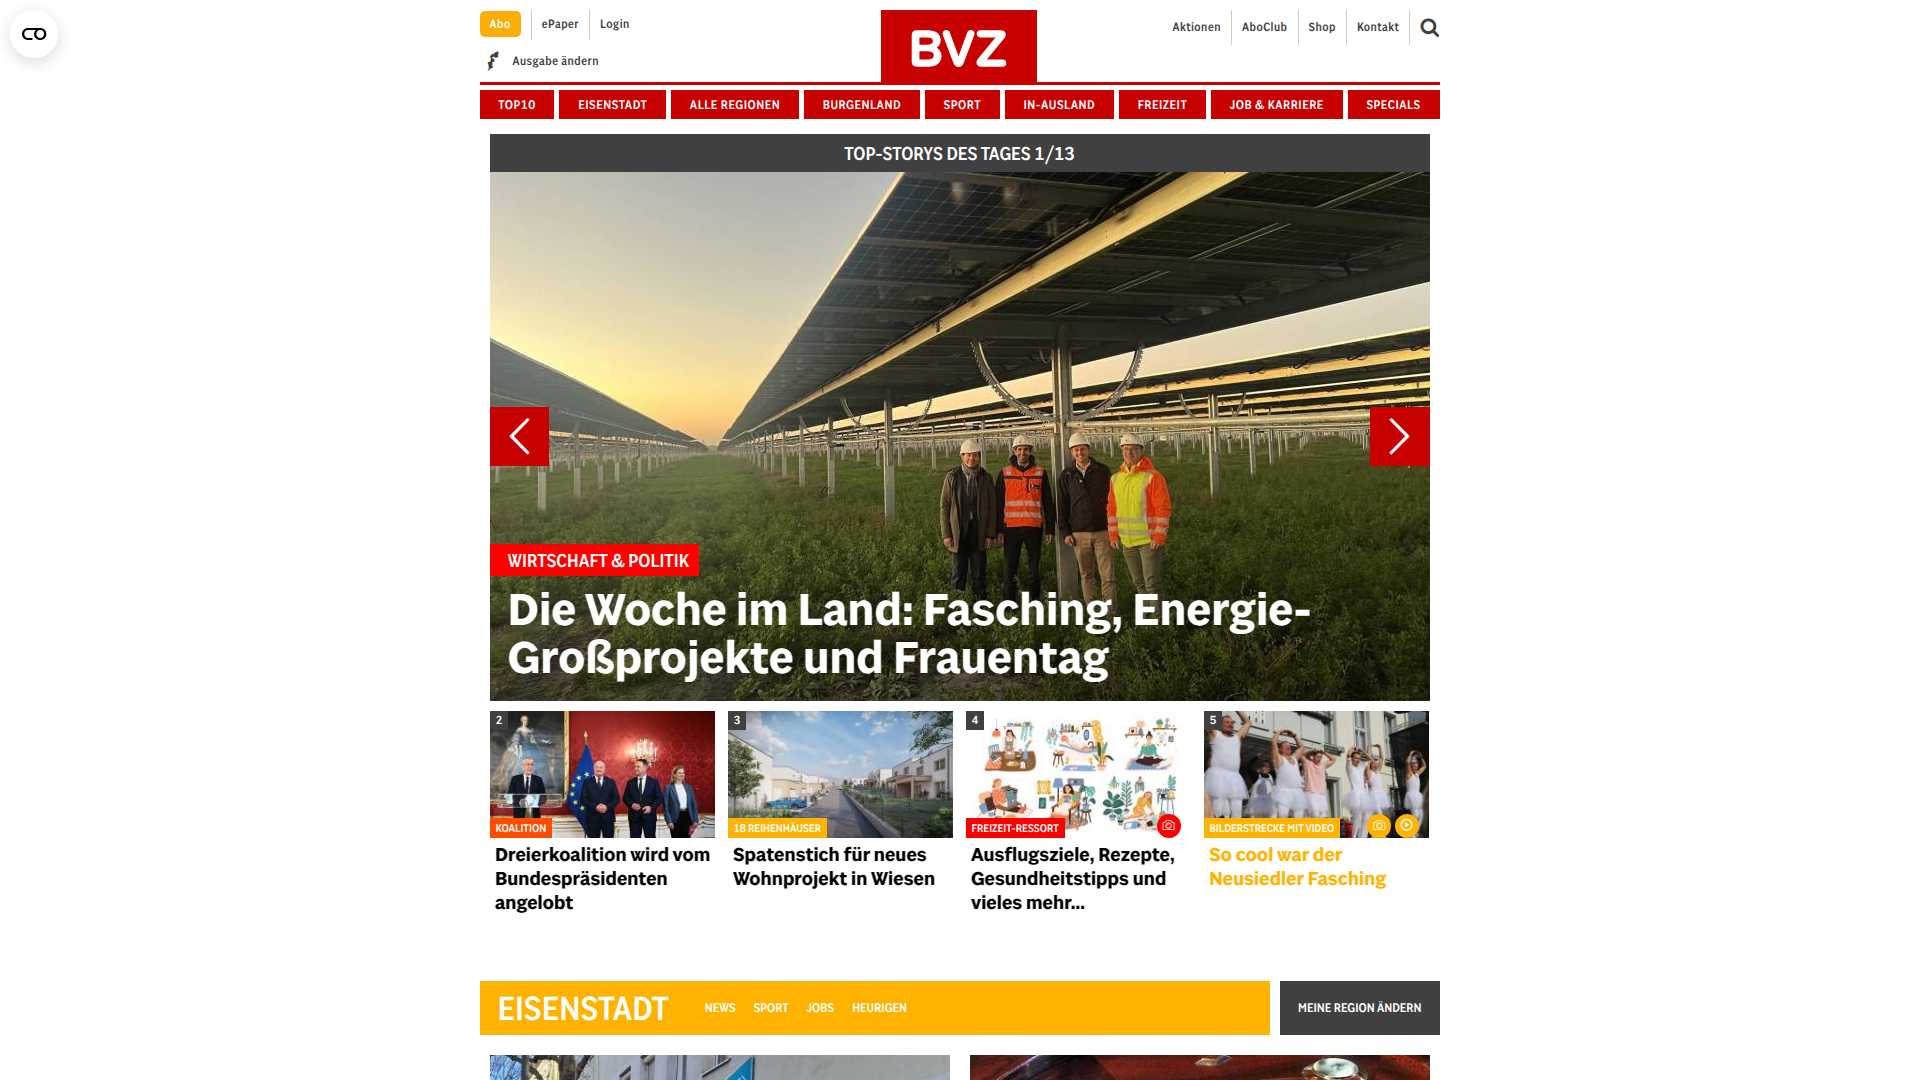 Abo
ePaper
Login
Ausgabe ändern
BVZ
Aktionen
AboClub
Shop
Kontakt
TOP10
EISENSTADT
ALLE REGIONEN
BURGENLAND
SPORT
IN-AUSLAND
FREIZEIT
JOB & KARRIERE
SPECIALS
TOP-STORYS DES TAGES 1/13
WIRTSCHAFT & POLITIK
Die Woche im Land: Fasching, Energie-
Großprojekte und Frauentag
2
KOALITION
Dreierkoalition wird vom
Bundespräsidenten
angelobt
3
18 REIHENHÄUSER
Spatenstich für neues
Wohnprojekt in Wiesen
4
FREIZEIT-RESSORT
Ausflugsziele, Rezepte,
Gesundheitstipps und
vieles mehr...
5
BILDERSTRECKE MIT VIDEO
So cool war der
Neusiedler Fasching
EISENSTADT
NEWS
SPORT
JOBS
HEURIGEN
MEINE REGION ÄNDERN